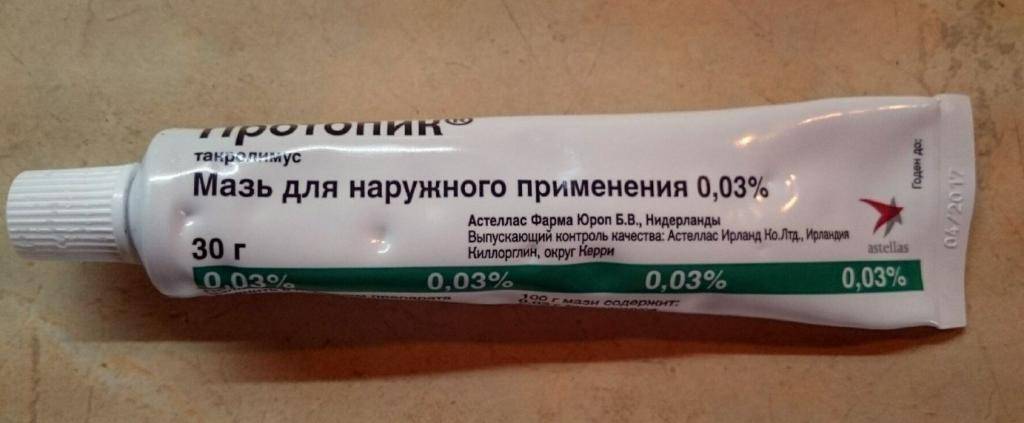 Протопик®
такролимус
Мазь для наружного применения 0,03%
Астеллас Фарма Юроп Б.В., Нидерланды
Выпускающий контроль качества: Астеллас Ирланд Ко.Лтд., Ирландия
Киллорглин, округ Керри
30 г
0,03% 0,03% 0,03% 0,03%
препарата
100 г мази содержит:
astellas
Годен до:
04/2017